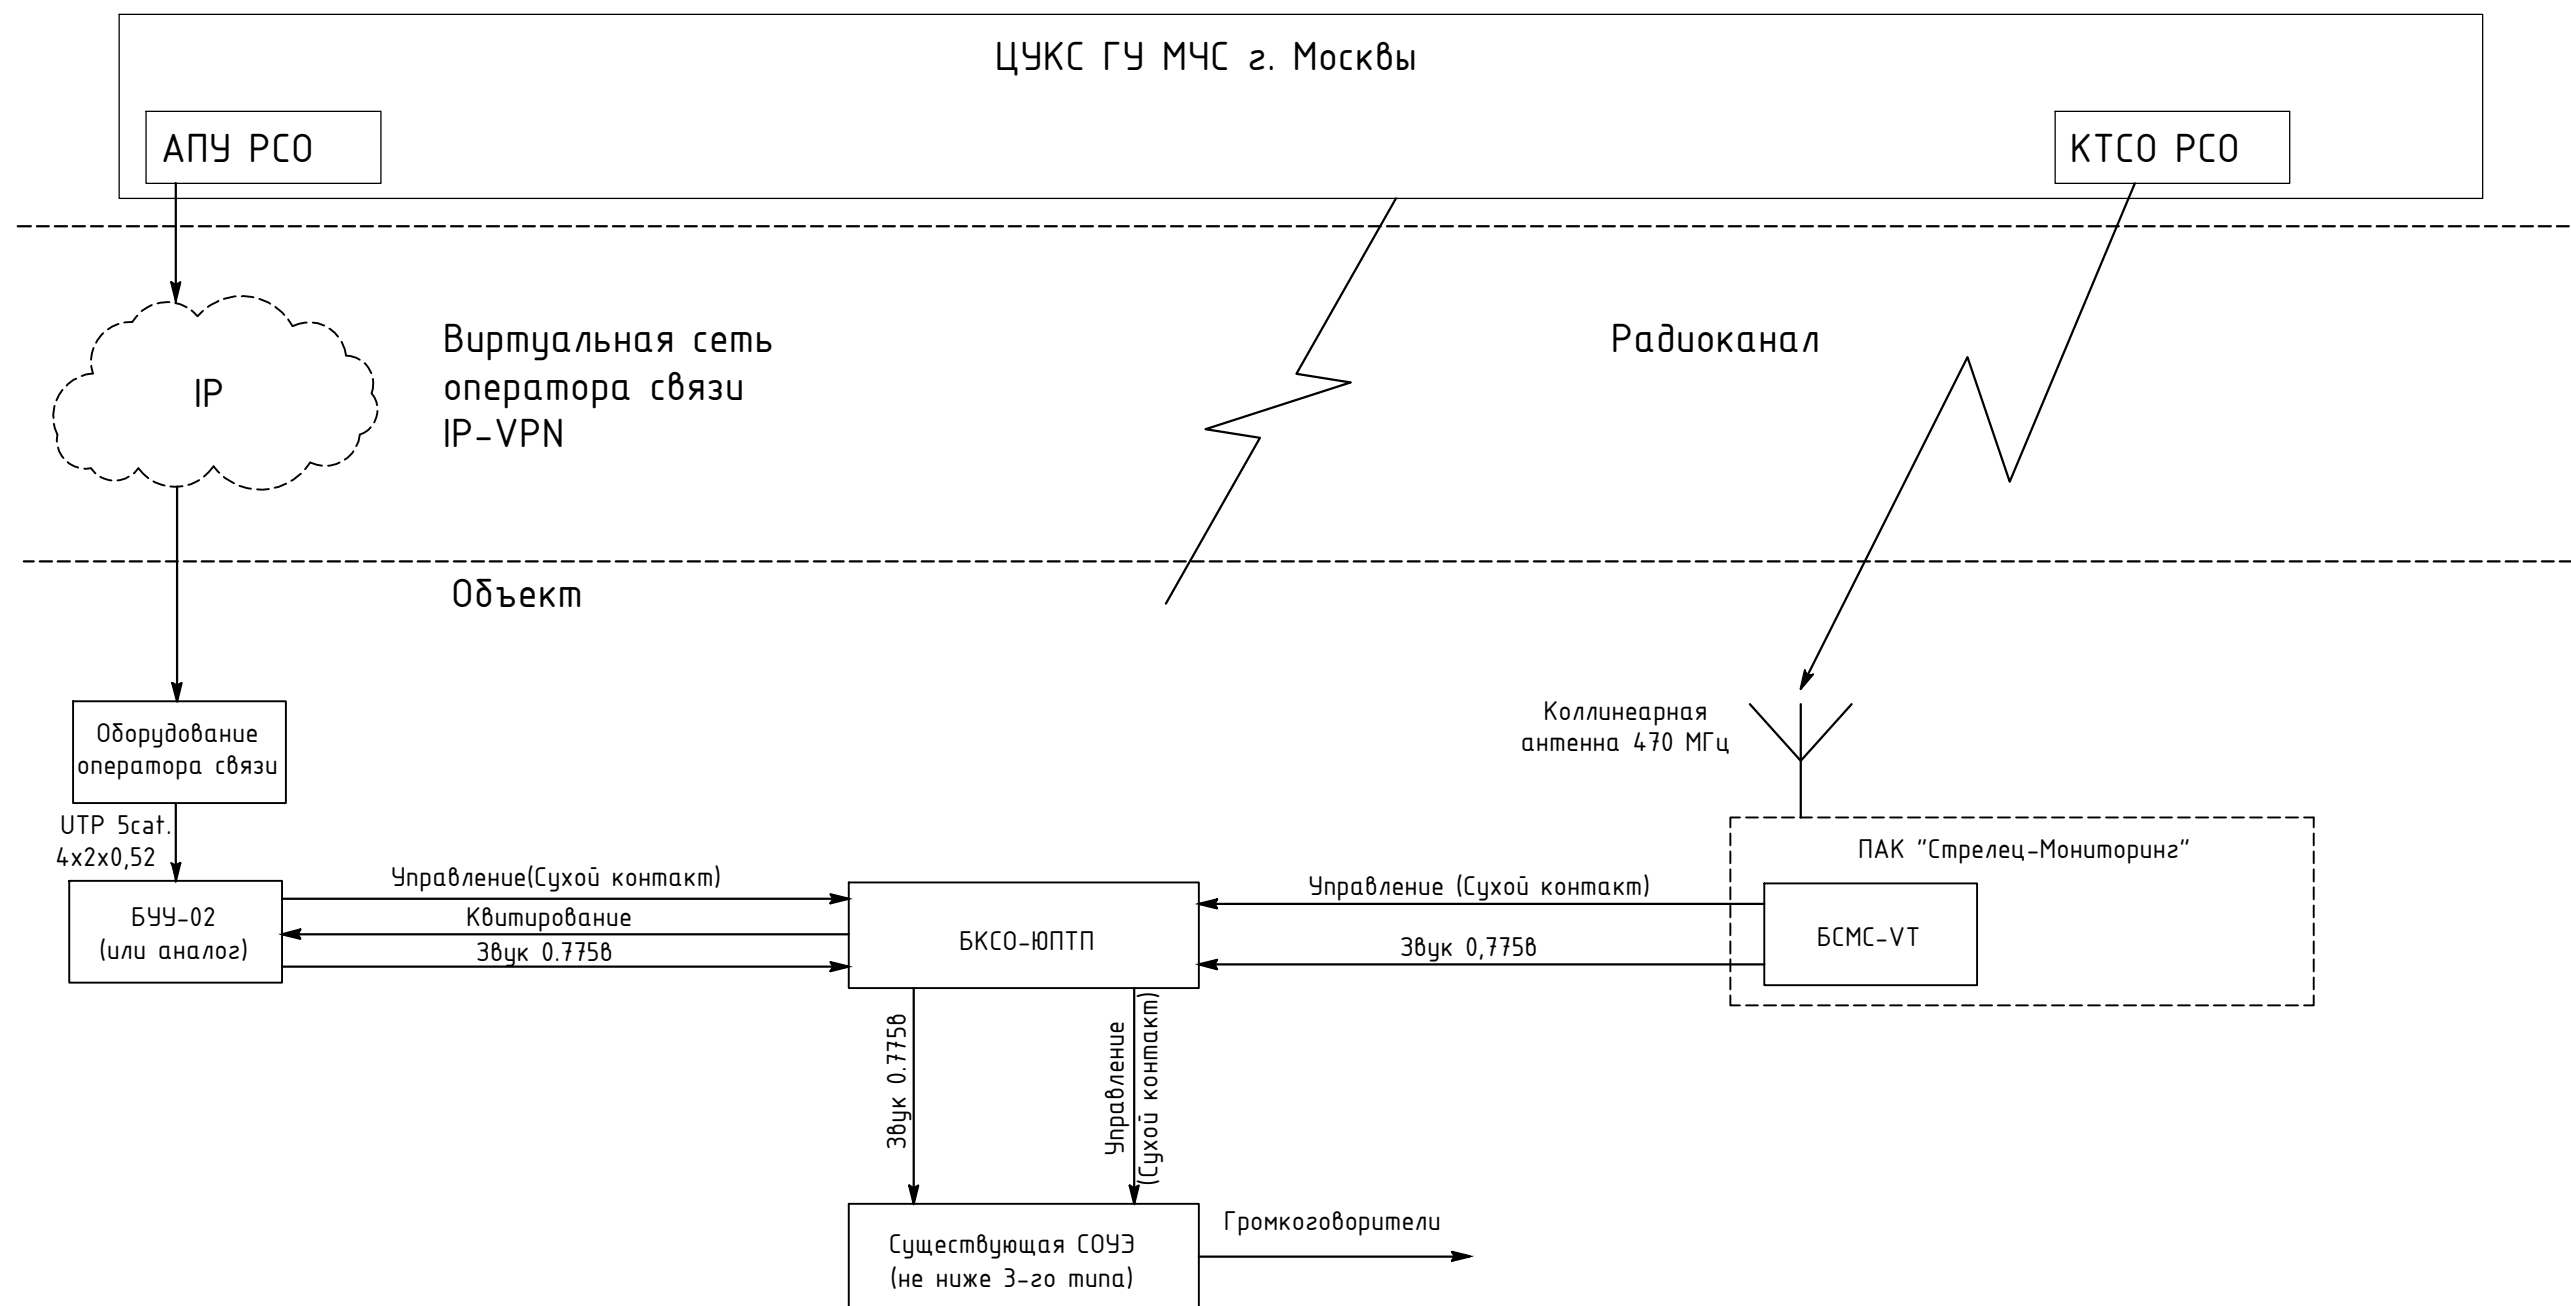 ЦУКС ГУ МЧС г. Москвы
АПУ РСО
КТСО РСО
Виртуальная сеть
оператора связи
IP-VPN
IP
Радиоканал
Объект
Оборудование
оператора связи
Коллинеарная
антенна 470 МГц
UTP 5cat.
4x2x0,52
ПАК "Стрелец-Мониторинг"
БУУ-02
(или аналог)
Управление(Сухой контакт)
Квитирование
Звук 0.775в
БКСО-ЮПТП
Управление (Сухой контакт)
Звук 0,775в
БСМС-VT
Звук 0.775в
Управление
(Сухой контакт)
Существующая СОУЭ
(не ниже 3-го типа)
Громкоговорители